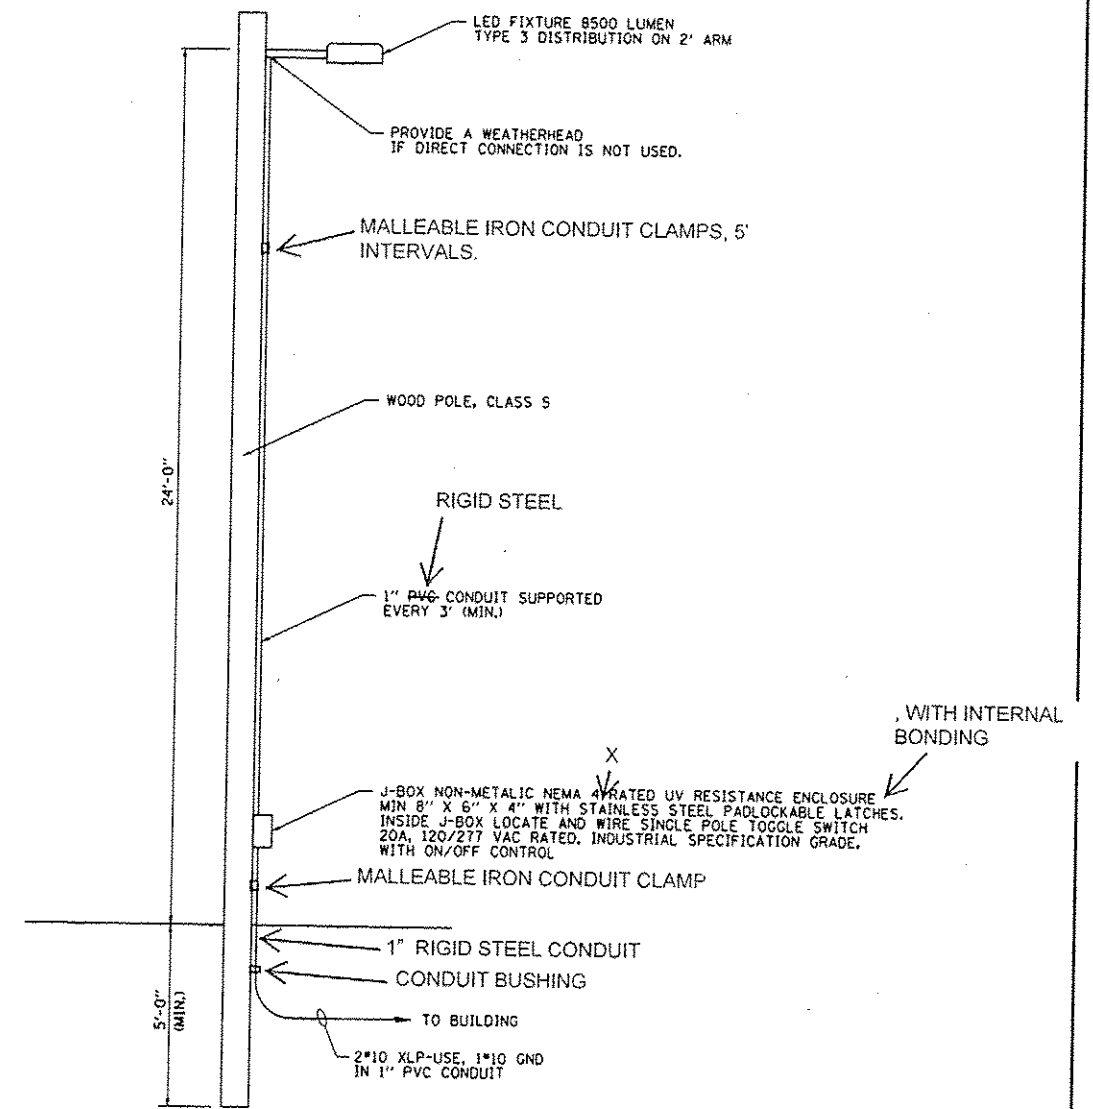 LED FIXTURE 8500 LUMEN
TYPE 3 DISTRIBUTION ON 2' ARM
PROVIDE A WEATHERHEAD
IF DIRECT CONNECTION IS NOT USED.
MALLEABLE IRON CONDUIT CLAMPS, 5'
INTERVALS.
WOOD POLE, CLASS 5
24'-0"
RIGID STEEL
1" PVC CONDUIT SUPPORTED
EVERY 3' (MIN.)
, WITH INTERNAL
BONDING
X
J-BOX NON-METALIC NEMA 4 RATED UV RESISTANCE ENCLOSURE
MIN 8" X 6" X 4" WITH STAINLESS STEEL PADLOCKABLE LATCHES.
INSIDE J-BOX LOCATE AND WIRE SINGLE POLE TOGGLE SWITCH
20A, 120/277 VAC RATED. INDUSTRIAL SPECIFICATION GRADE.
WITH ON/OFF CONTROL
MALLEABLE IRON CONDUIT CLAMP
1" RIGID STEEL CONDUIT
CONDUIT BUSHING
5'-0"
(MIN.)
TO BUILDING
2#10 XLP-USE, 1#10 GND
IN 1" PVC CONDUIT